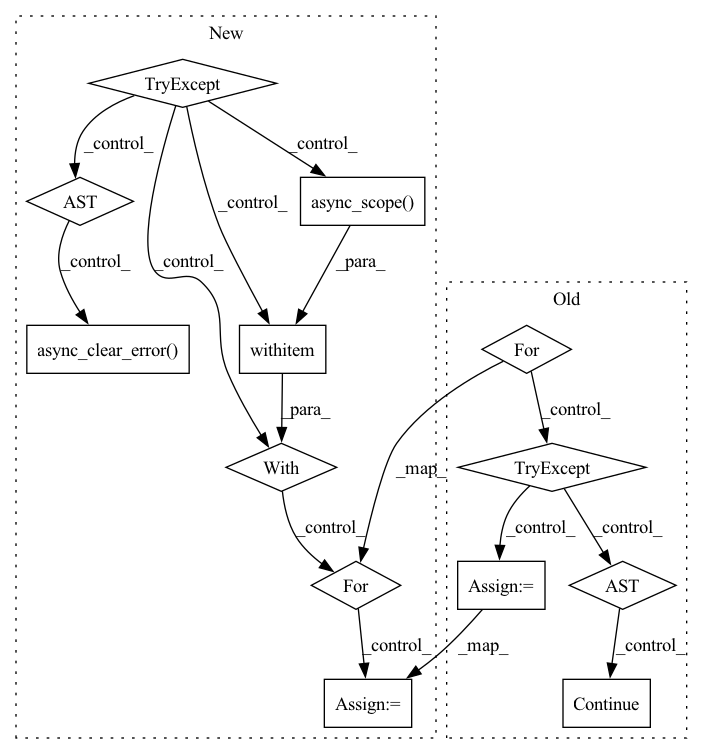 New
TryExcept
_control_
_control_
AST
_control_
async_scope()
_control_
_control_
_para_
Old
async_clear_error()
withitem
For
_para_
_control_
With
_map_
TryExcept
_control_
_control_
_control_
For
Assign:=
AST
_control_
_map_
_control_
Assign:=
Continue